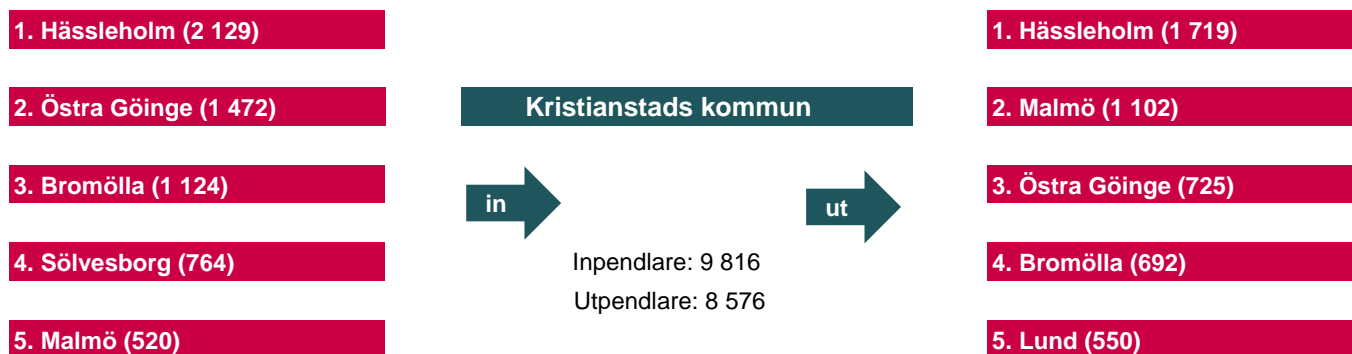 1. Hässleholm (2 129)
2. Östra Göinge (1 472)
3. Bromölla (1 124)
4. Sölvesborg (764)
5. Malmö (520)
Kristianstads kommun
in
ut
Inpendlare: 9 816
Utpendlare: 8 576
1. Hässleholm (1 719)
2. Malmö (1 102)
3. Östra Göinge (725)
4. Bromölla (692)
5. Lund (550)